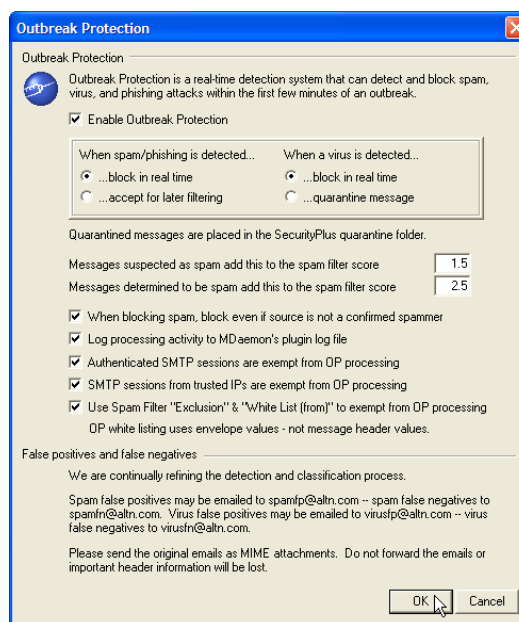 Outbreak Protection
Outbreak Protection
Outbreak Protection is a real-time detection system that can detect and block spam,
virus, and phishing attacks within the first few minutes of an outbreak.
Enable Outbreak Protection
When spam/phishing is detected...
...block in real time
...accept for later filtering
When a virus is detected...
...block in real time
...quarantine message
Quarantined messages are placed in the SecurityPlus quarantine folder.
Messages suspected as spam add this to the spam filter score 1.5
Messages determined to be spam add this to the spam filter score 2.5
When blocking spam, block even if source is not a confirmed spammer
Log processing activity to MDaemon's plugin log file
Authenticated SMTP sessions are exempt from OP processing
SMTP sessions from trusted IPs are exempt from OP processing
Use Spam Filter "Exclusion" & "White List (from)" to exempt from OP processing
OP white listing uses envelope values - not message header values.
False positives and false negatives
We are continually refining the detection and classification process.
Spam false positives may be emailed to spamfp@altn.com -- spam false negatives to
spamfn@altn.com. Virus false positives may be emailed to virusfp@altn.com -- virus
false negatives to virusfn@altn.com.
Please send the original emails as MIME attachments. Do not forward the emails or
important header information will be lost.
OK
Cancel